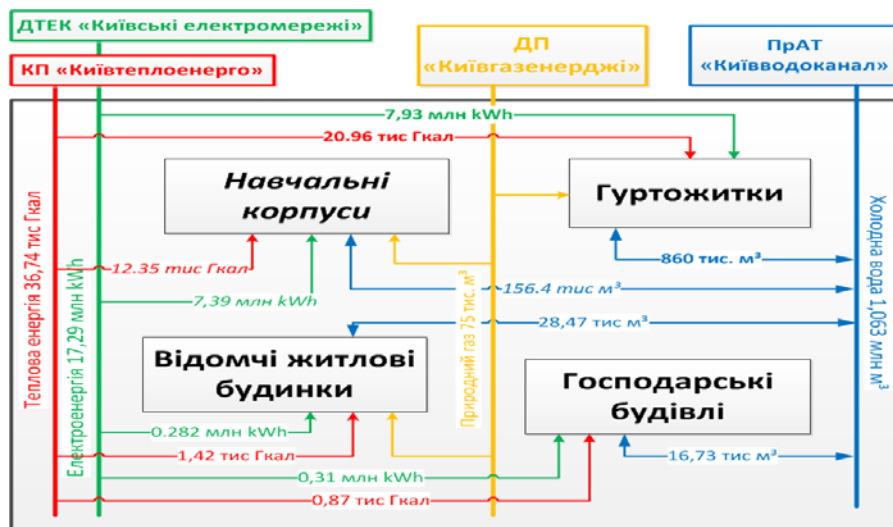 ДТЕК «Київські електромережі»
КП «Київтеплоенерго»
ДП
«Київгазенерджі»
ПрАТ
«Київводоканал»
7,93 млн kWh
20.96 тис Гкал
Навчальні
корпуси
Гуртожитки
Теплова енергія 36,74 тис Гкал
Електроенергія 17,29 млн kWh
Природний газ 75 тис. м³
Холодна вода 1,063 млн м³
860 тис. м³
12.35 тис Гкал
156.4 тис м³
7,39 млн kWh
28,47 тис м³
Відомчі житлові
будинки
Господарські
будівлі
0.282 млн kWh
1,42 тис Гкал
16,73 тис м³
0,31 млн kWh
0,87 тис Гкал